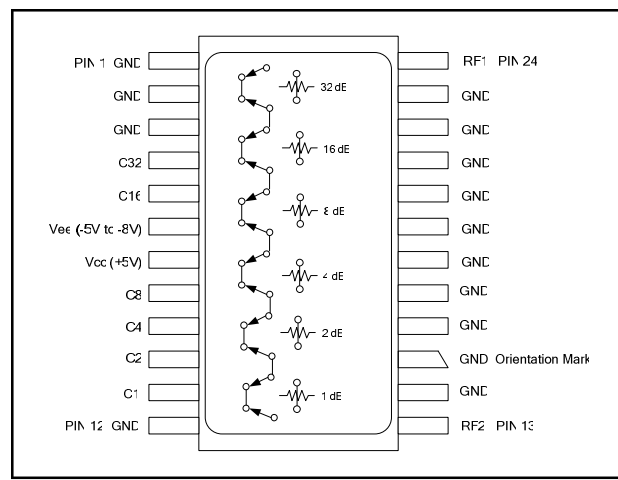 PIN 1 GND
GND
GND
C32
C16
Vee (-5V to -8V)
Vcc (+5V)
C8
C4
C2
C1
PIN 12 GND
32 dB
16 dB
8 dB
4 dB
2 dB
1 dB
RF1 PIN 24
GND
GND
GND
GND
GND
GND
GND
GND
GND Orientation Mark
GND
RF2 PIN 13